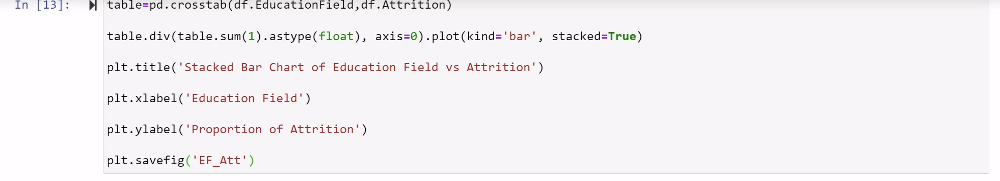 In [13]:
table=pd.crosstab(df.EducationField,df.Attrition)
table.div(table.sum(1).astype(float), axis=0).plot(kind='bar', stacked=True)
plt.title('Stacked Bar Chart of Education Field vs Attrition')
plt.xlabel('Education Field')
plt.ylabel('Proportion of Attrition')
plt.savefig('EF_Att')